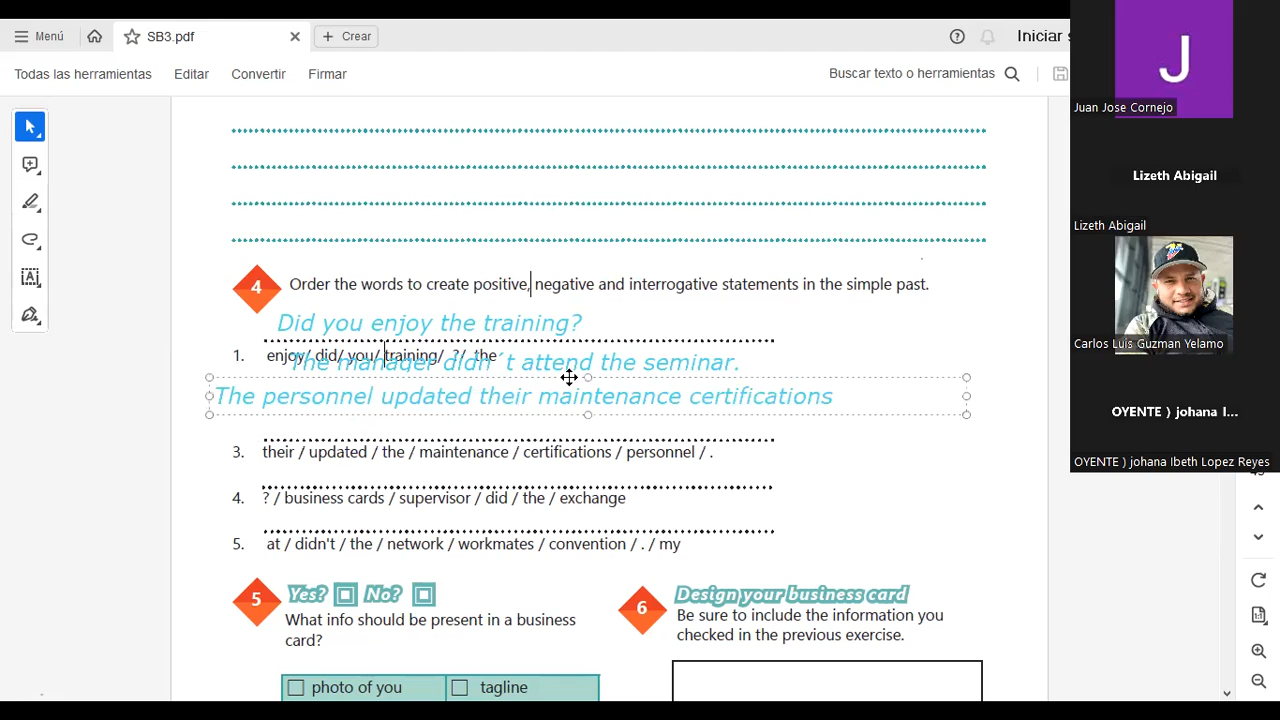 Menú
SB3.pdf
Crear
Iniciar s
Todas las herramientas
Editar
Convertir
Firmar
Buscar texto o herramientas
4
Order the words to create positive, negative and interrogative statements in the simple past.
Did you enjoy the training?
1. enjoy/ did/ you/ training/ ?/ the
The manager didn´t attend the seminar.
The personnel updated their maintenance certifications
3. their / updated / the / maintenance / certifications / personnel / .
4. ? / business cards / supervisor / did / the / exchange
5. at / didn't / the / network / workmates / convention / . / my
5
Yes? No?
What info should be present in a business
card?
photo of you
tagline
6
Design your business card
Be sure to include the information you
checked in the previous exercise.
J
Juan Jose Cornejo
Lizeth Abigail
Lizeth Abigail
Carlos Luis Guzman Yelamo
OYENTE ) johana I...
OYENTE ) johana Ibeth Lopez Reyes